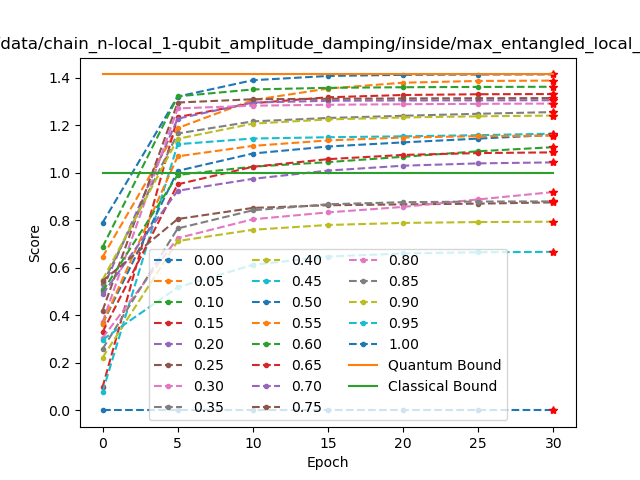 /data/chain_n-local_1-qubit_amplitude_damping/inside/max_entangled_local_
Score
1.4
1.2
1.0
0.8
0.6
0.4
0.2
0.0
0.00 0.40 0.80
0.05 0.45 0.85
0.10 0.50 0.90
0.15 0.55 0.95
0.20 0.60 1.00
0.25 0.65 Quantum Bound
0.30 0.70 Classical Bound
0.35 0.75
0 5 10 15 20 25 30
Epoch